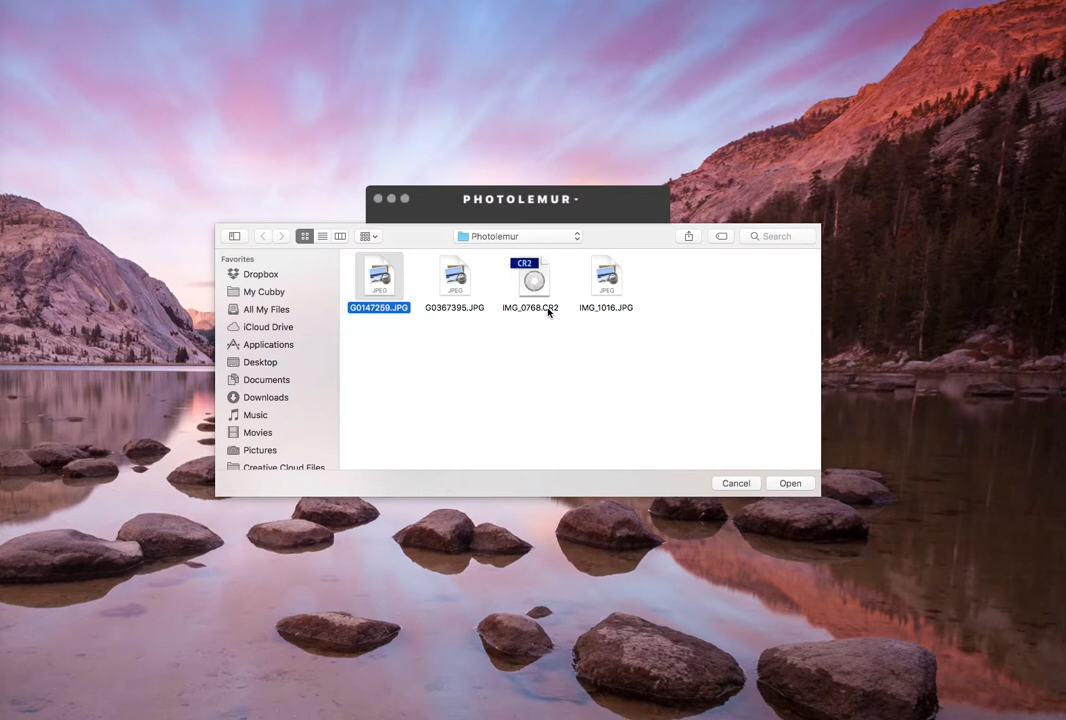 PHOTOLEMUR
Photolemur
Search
Favorites
Dropbox
My Cubby
All My Files
iCloud Drive
Applications
Desktop
Documents
Downloads
Music
Movies
Pictures
Creative Cloud Files
CR2
JPEG JPEG JPEG
G0147259.JPG G0367395.JPG IMG_0768.CR2 IMG_1016.JPG
Cancel Open